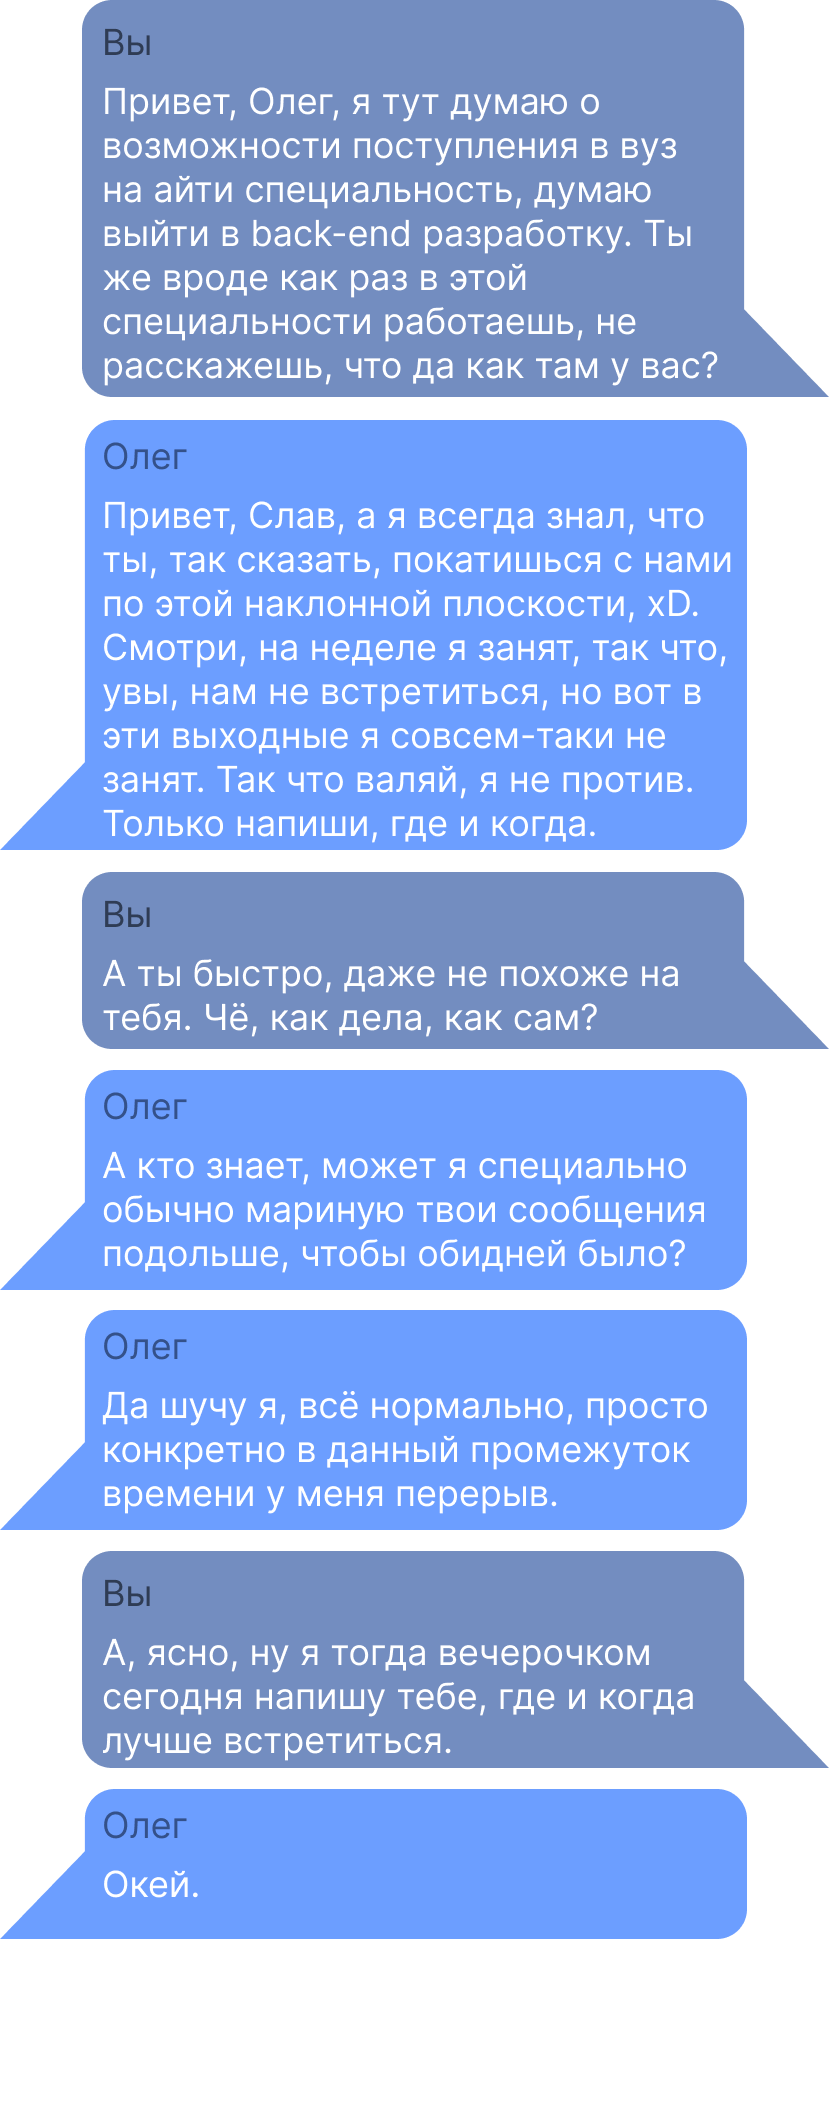 Вы
Привет, Олег, я тут думаю о
возможности поступления в вуз
на айти специальность, думаю
выйти в back-end разработку. Ты
же вроде как раз в этой
специальности работаешь, не
расскажешь, что да как там у вас?
Олег
Привет, Слав, а я всегда знал, что
ты, так сказать, покатишься с нами
по этой наклонной плоскости, xD.
Смотри, на неделе я занят, так что,
увы, нам не встретиться, но вот в
эти выходные я совсем-таки не
занят. Так что валяй, я не против.
Только напиши, где и когда.
Вы
А ты быстро, даже не похоже на
тебя. Чё, как дела, как сам?
Олег
А кто знает, может я специально
обычно мариную твои сообщения
подольше, чтобы обидней было?
Олег
Да шучу я, всё нормально, просто
конкретно в данный промежуток
времени у меня перерыв.
Вы
А, ясно, ну я тогда вечерочком
сегодня напишу тебе, где и когда
лучше встретиться.
Олег
Окей.